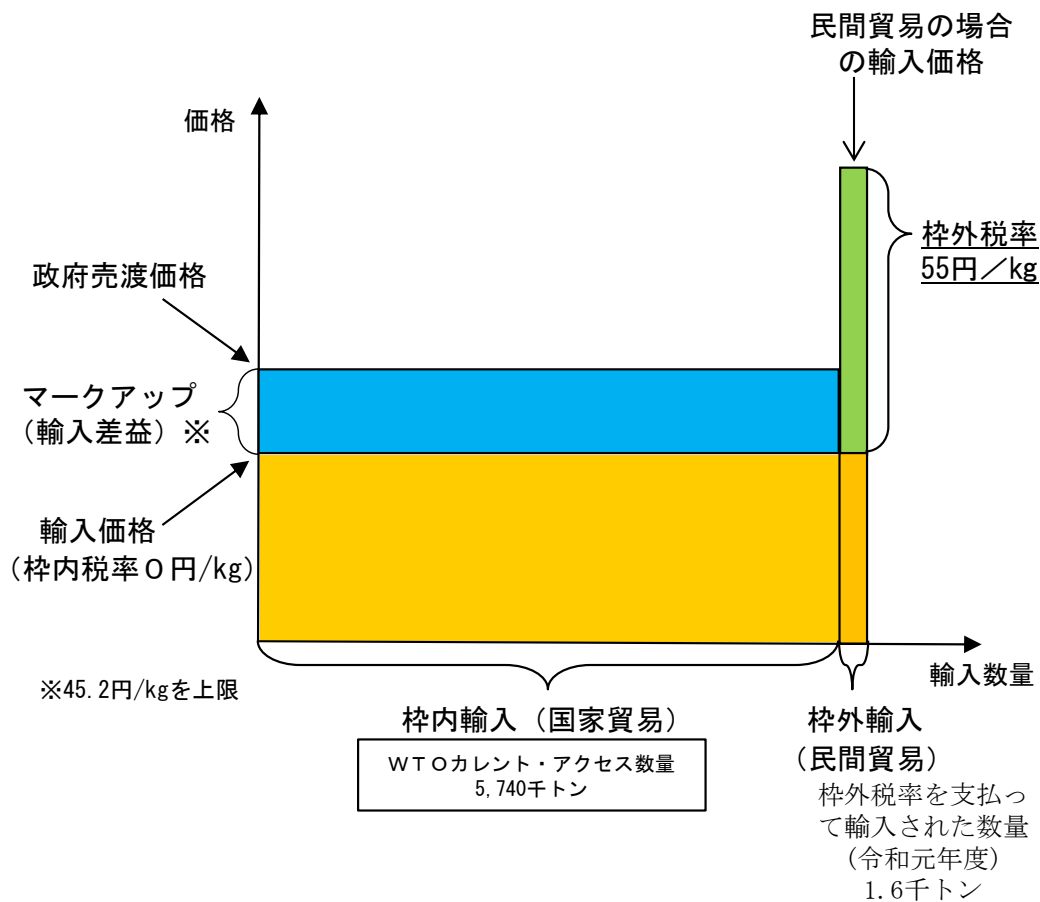 民間貿易の場合
の輸入価格
価格
枠外税率
55円／kg
政府売渡価格
マークアップ
（輸入差益）※
輸入価格
（枠内税率０円/kg）
※45.2円/kgを上限
輸入数量
枠内輸入（国家貿易）
ＷＴＯカレント・アクセス数量
5,740千トン
枠外輸入
（民間貿易）
枠外税率を支払っ
て輸入された数量
（令和元年度）
1.6千トン